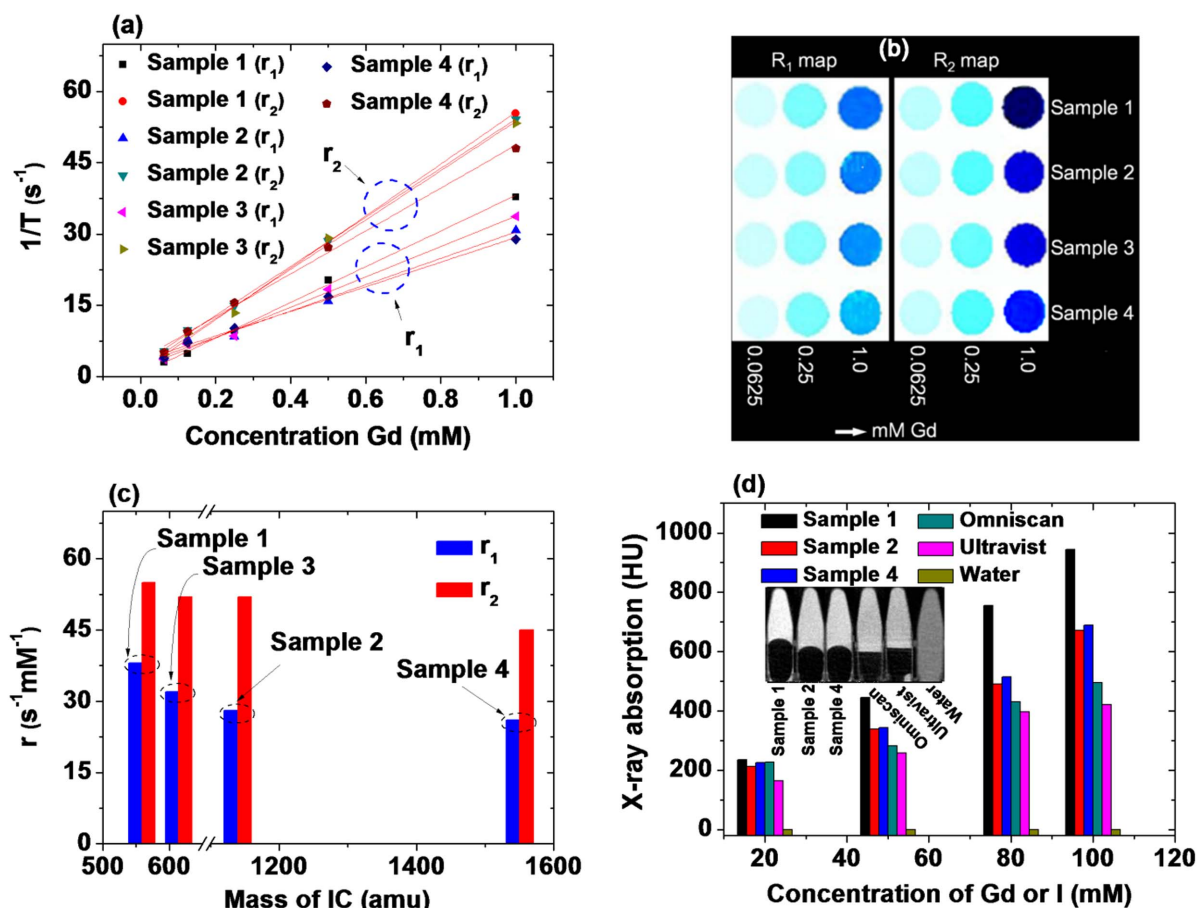 (a)
Sample 1 (r1)
Sample 1 (r2)
Sample 2 (r1)
Sample 2 (r2)
Sample 3 (r1)
Sample 3 (r2)
Sample 4 (r1)
Sample 4 (r2)
r2
r1
1/T (s-1)
60
45
30
15
0
0.0 0.2 0.4 0.6 0.8 1.0
Concentration Gd (mM)
(b)
R1 map R2 map
Sample 1
Sample 2
Sample 3
Sample 4
0.0625 0.25 1.0 0.0625 0.25 1.0
mM Gd
(c)
Sample 1
Sample 3
Sample 2
Sample 4
r1
r2
r (s-1mM-1)
60
45
30
15
0
500 600 1200 1400 1600
Mass of IC (amu)
(d)
Sample 1
Sample 2
Sample 4
Omniscan
Ultravist
Water
Sample 1
Sample 2
Sample 4
Omniscan
Ultravist
Water
X-ray absorption (HU)
1000
800
600
400
200
0
20 40 60 80 100 120
Concentration of Gd or I (mM)